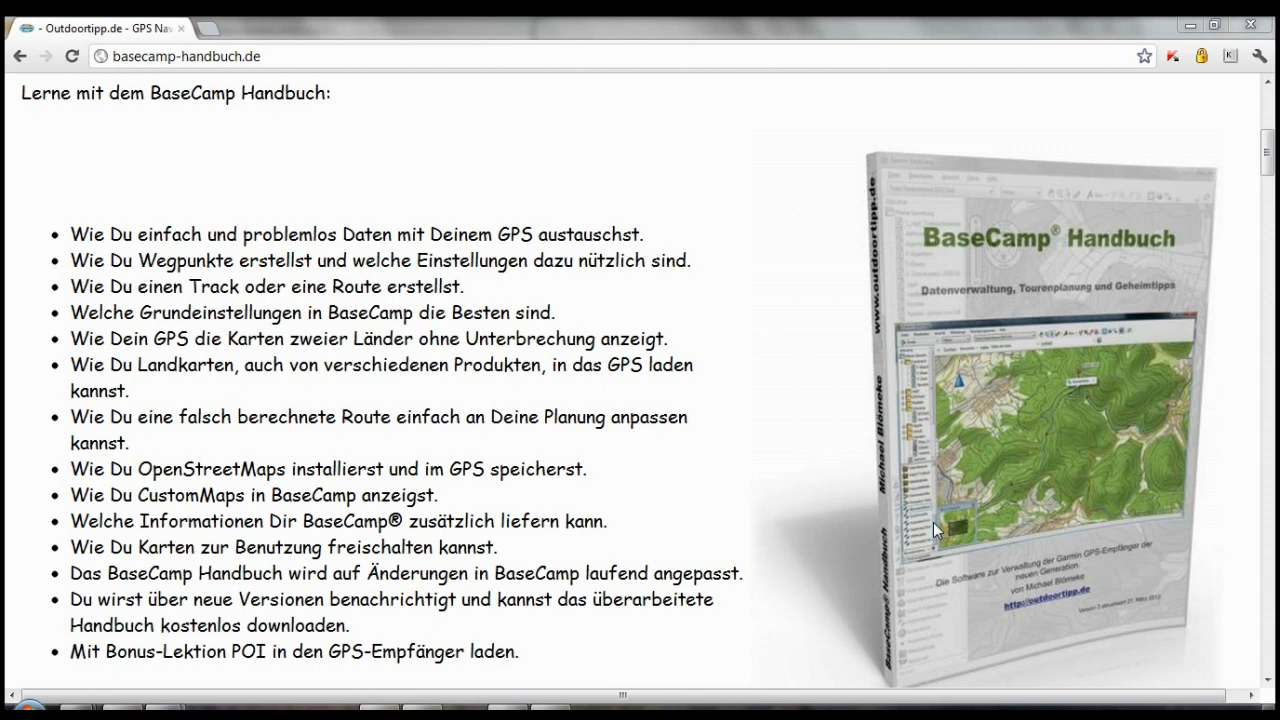 - Outdoortipp.de - GPS Nav
basecamp-handbuch.de
Lerne mit dem BaseCamp Handbuch:
• Wie Du einfach und problemlos Daten mit Deinem GPS austauschst.
• Wie Du Wegpunkte erstellst und welche Einstellungen dazu nützlich sind.
• Wie Du einen Track oder eine Route erstellst.
• Welche Grundeinstellungen in BaseCamp die Besten sind.
• Wie Dein GPS die Karten zweier Länder ohne Unterbrechung anzeigt.
• Wie Du Landkarten, auch von verschiedenen Produkten, in das GPS laden
kannst.
• Wie Du eine falsch berechnete Route einfach an Deine Planung anpassen
kannst.
• Wie Du OpenStreetMaps installierst und im GPS speicherst.
• Wie Du CustomMaps in BaseCamp anzeigst.
• Welche Informationen Dir BaseCamp® zusätzlich liefern kann.
• Wie Du Karten zur Benutzung freischalten kannst.
• Das BaseCamp Handbuch wird auf Änderungen in BaseCamp laufend angepasst.
• Du wirst über neue Versionen benachrichtigt und kannst das überarbeitete
Handbuch kostenlos downloaden.
• Mit Bonus-Lektion POI in den GPS-Empfänger laden.
www.outdoortipp.de
Michael Blömeke
BaseCamp® Handbuch
BaseCamp® Handbuch
Datenverwaltung, Tourenplanung und Geheimtipps
Die Software zur Verwaltung der Garmin GPS-Empfänger der
neuen Generation.
von Michael Blömeke
http://outdoortipp.de
Version 3 aktualisiert 21. März 2012